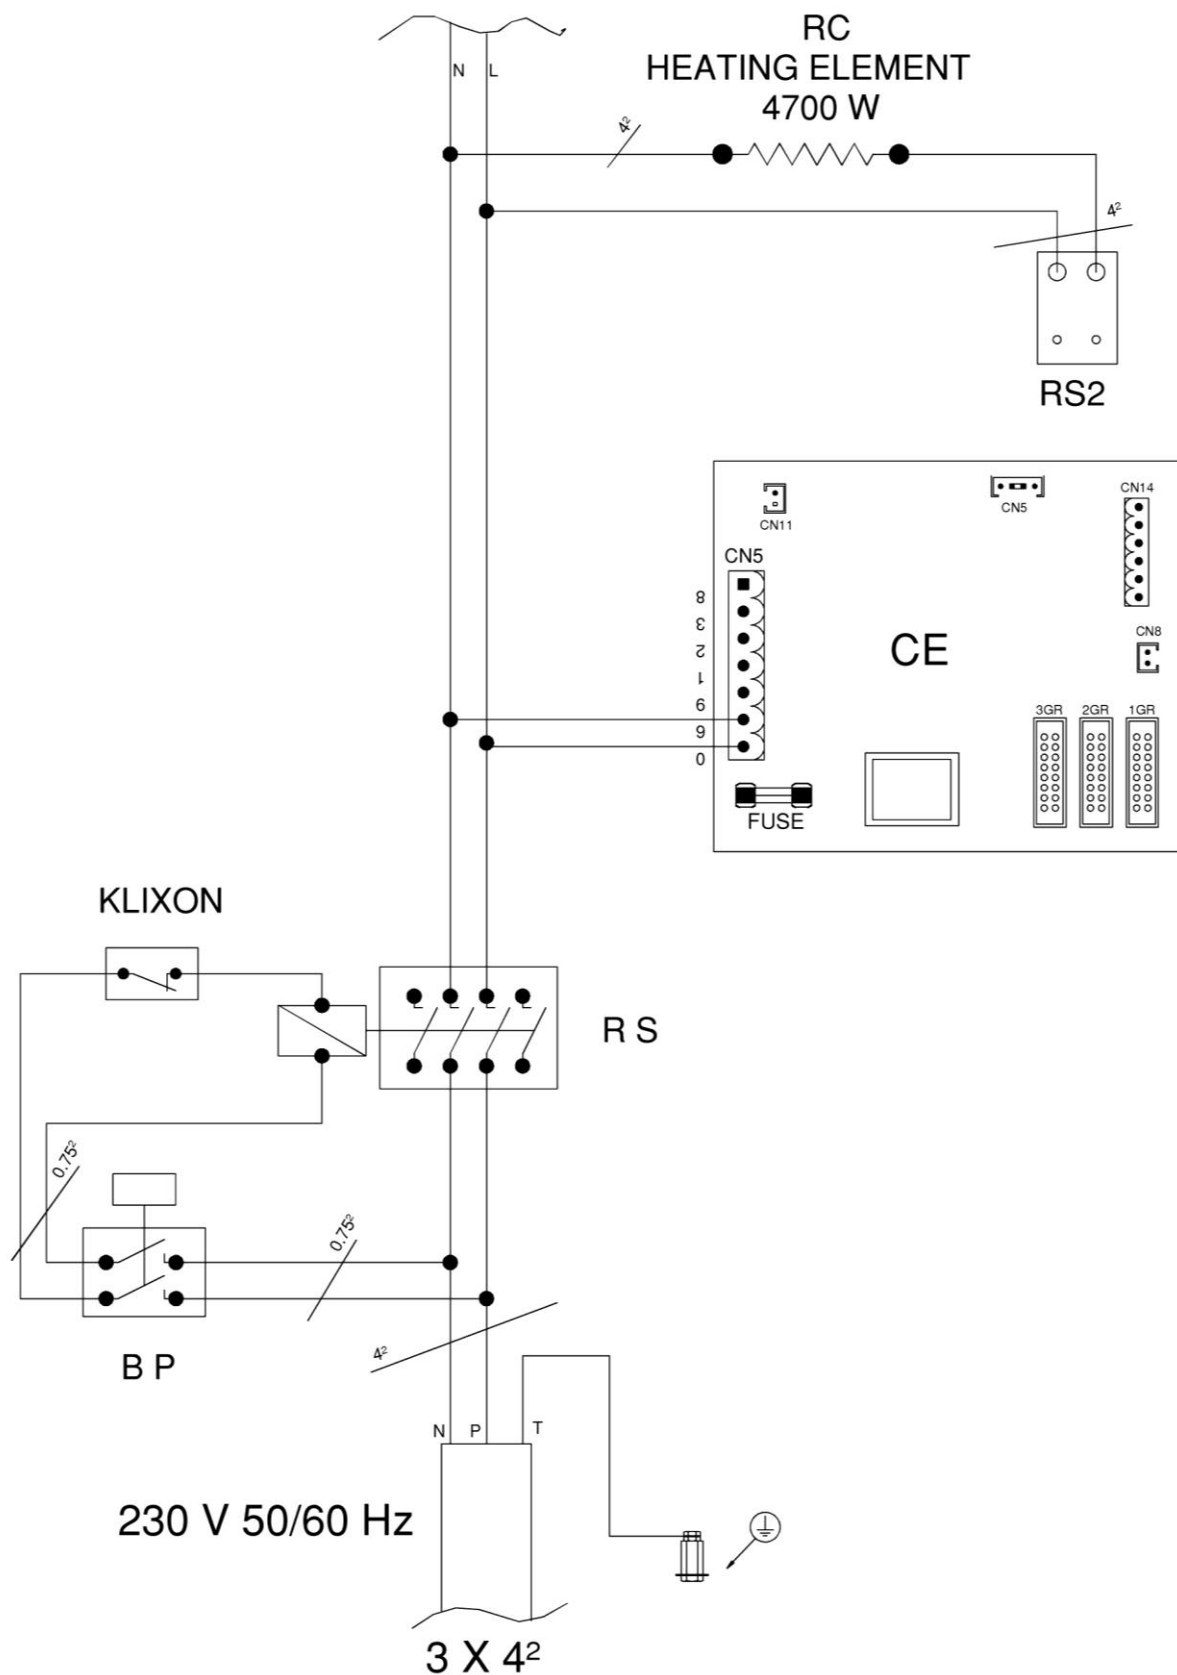 RC
HEATING ELEMENT
4700 W
N
L
4²
4²
RS2
CN11
CN5
CN14
CN5
8
3
2
1
9
6
0
CE
CN8
3GR
2GR
1GR
FUSE
KLIXON
R S
0.75²
0.75²
B P
4²
N
P
T
230 V 50/60 Hz
3 X 4²